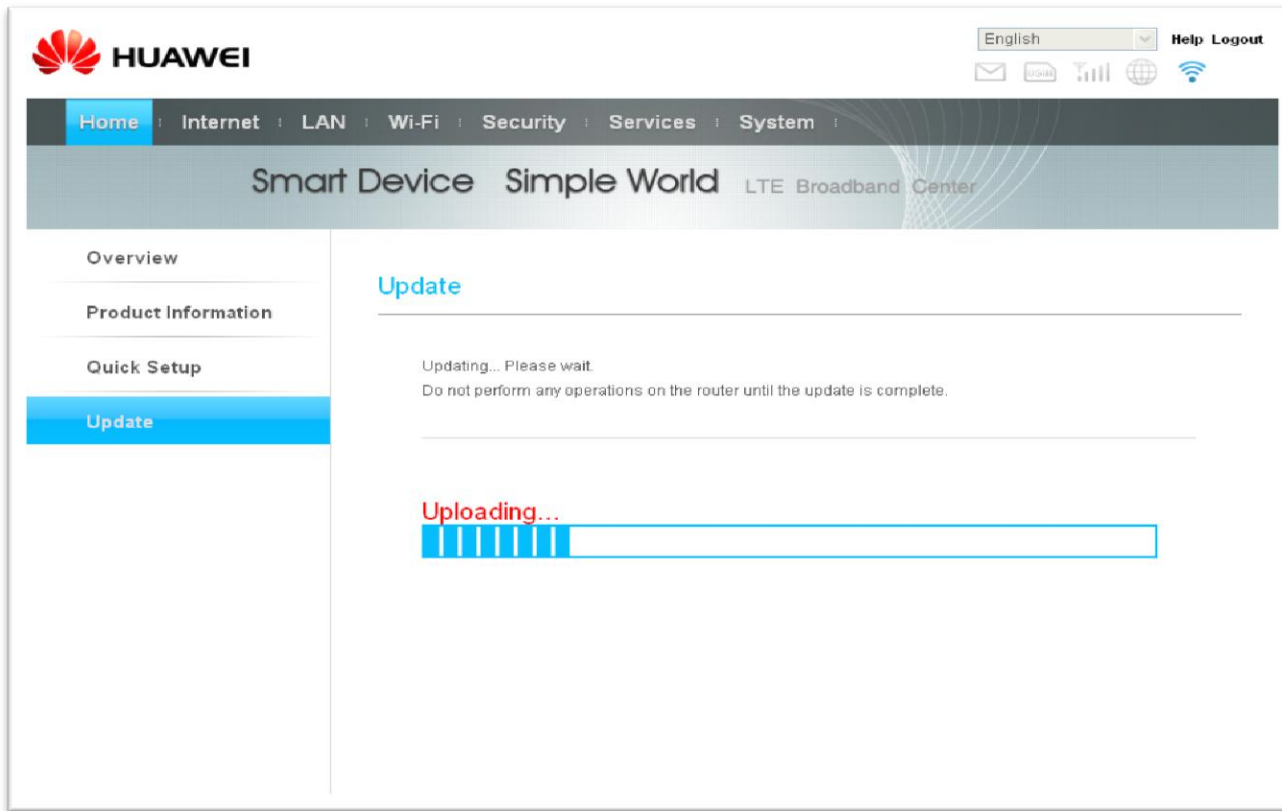 HUAWEI
English
Help Logout
USIM
Home Internet LAN Wi-Fi Security Services System
Smart Device Simple World LTE Broadband Center
Overview
Product Information
Quick Setup
Update
Update
Updating... Please wait.
Do not perform any operations on the router until the update is complete.
Uploading...